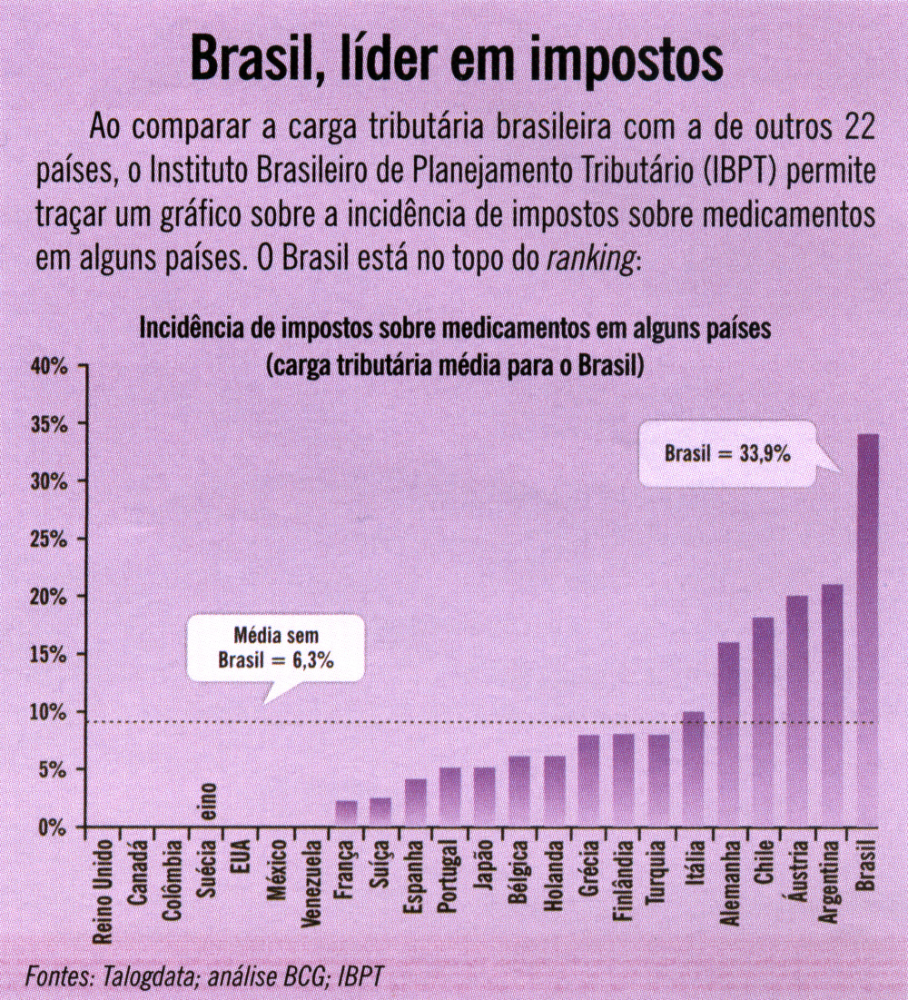 Brasil, líder em impostos
Ao comparar a carga tributária brasileira com a de outros 22
países, o Instituto Brasileiro de Planejamento Tributário (IBPT) permite
traçar um gráfico sobre a incidência de impostos sobre medicamentos
em alguns países. O Brasil está no topo do ranking:
Incidência de impostos sobre medicamentos em alguns países
(carga tributária média para o Brasil)
40%
35%
30%
25%
20%
15%
10%
5%
0%
Brasil = 33,9%
Média sem
Brasil = 6,3%
eino
Reino Unido
Canadá
Colômbia
Suécia
EUA
México
Venezuela
França
Suíça
Espanha
Portugal
Japão
Bélgica
Holanda
Grécia
Finlândia
Turquia
Itália
Alemanha
Chile
Áustria
Argentina
Brasil
Fontes: Talogdata; análise BCG; IBPT